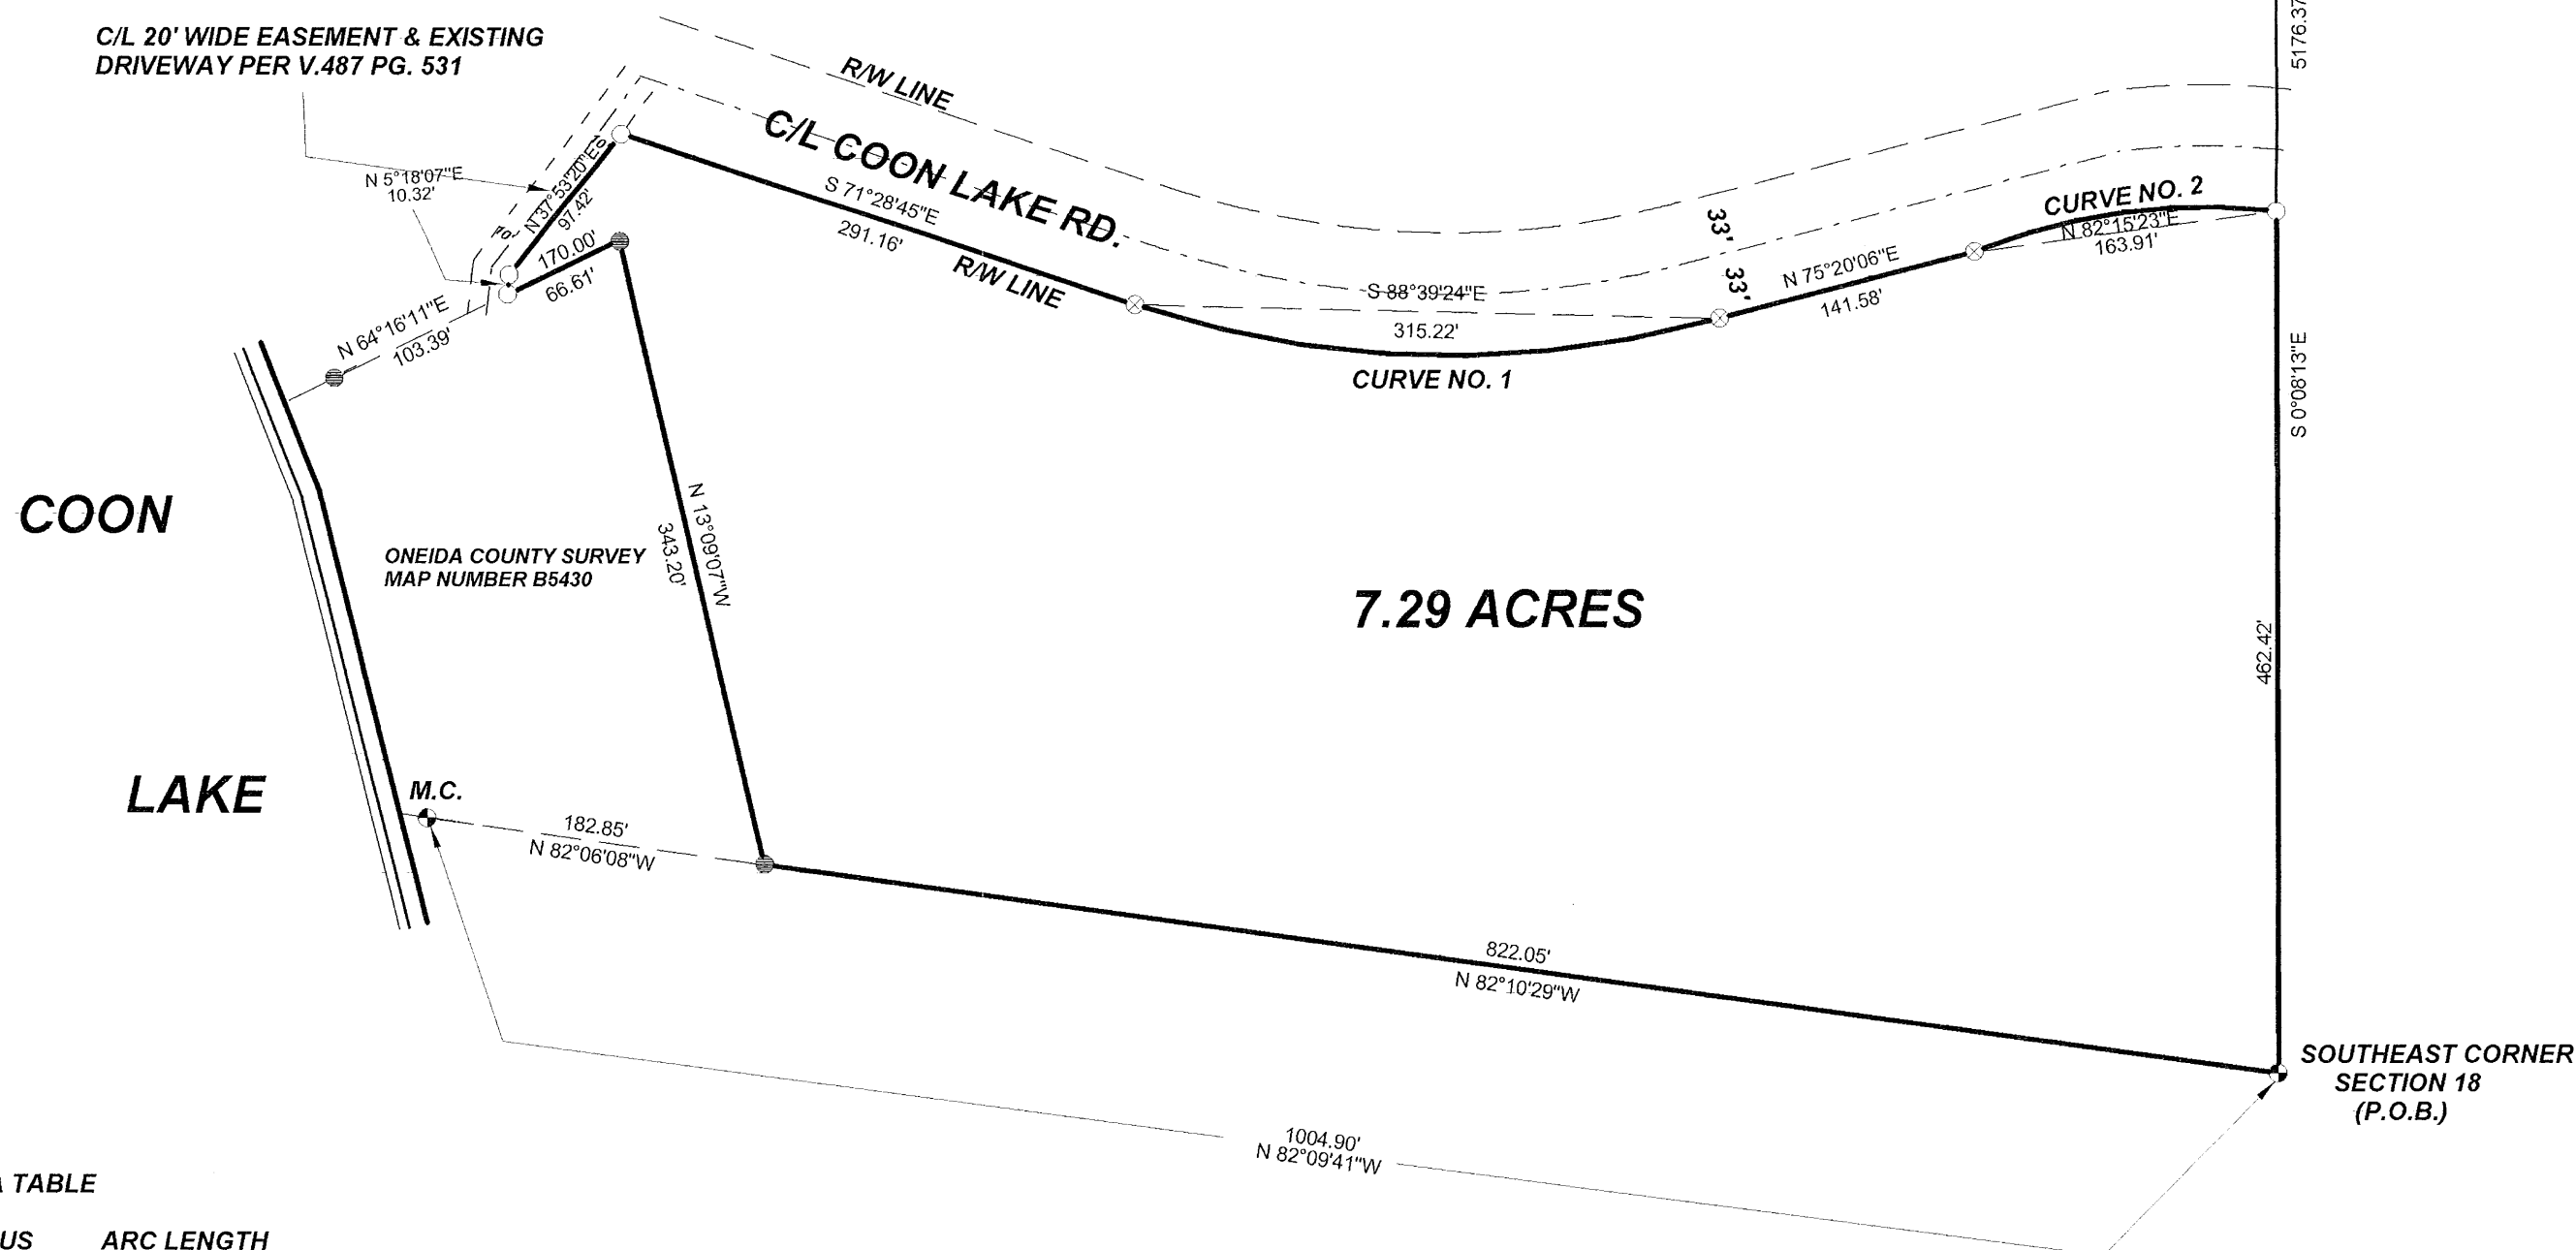 C/L 20' WIDE EASEMENT & EXISTING
DRIVEWAY PER V.487 PG. 531
5176.37
R/W LINE
C/L COON LAKE RD.
N 5°18'07"E
10.32'
N 37°53'20"E
97.42'
10'
10'
170.00'
66.61'
S 71°28'45"E
291.16'
R/W LINE
33'
33'
CURVE NO. 2
N 82°15'23"E
163.91'
N 75°20'06"E
141.58'
S 88°39'24"E
315.22'
CURVE NO. 1
N 64°16'11"E
103.39'
S 0°08'13"E
462.42'
COON
LAKE
ONEIDA COUNTY SURVEY
MAP NUMBER B5430
N 13°09'07"W
343.20'
7.29 ACRES
M.C.
182.85'
N 82°06'08"W
822.05'
N 82°10'29"W
SOUTHEAST CORNER
SECTION 18
(P.O.B.)
1004.90'
N 82°09'41"W
TABLE
US ARC LENGTH